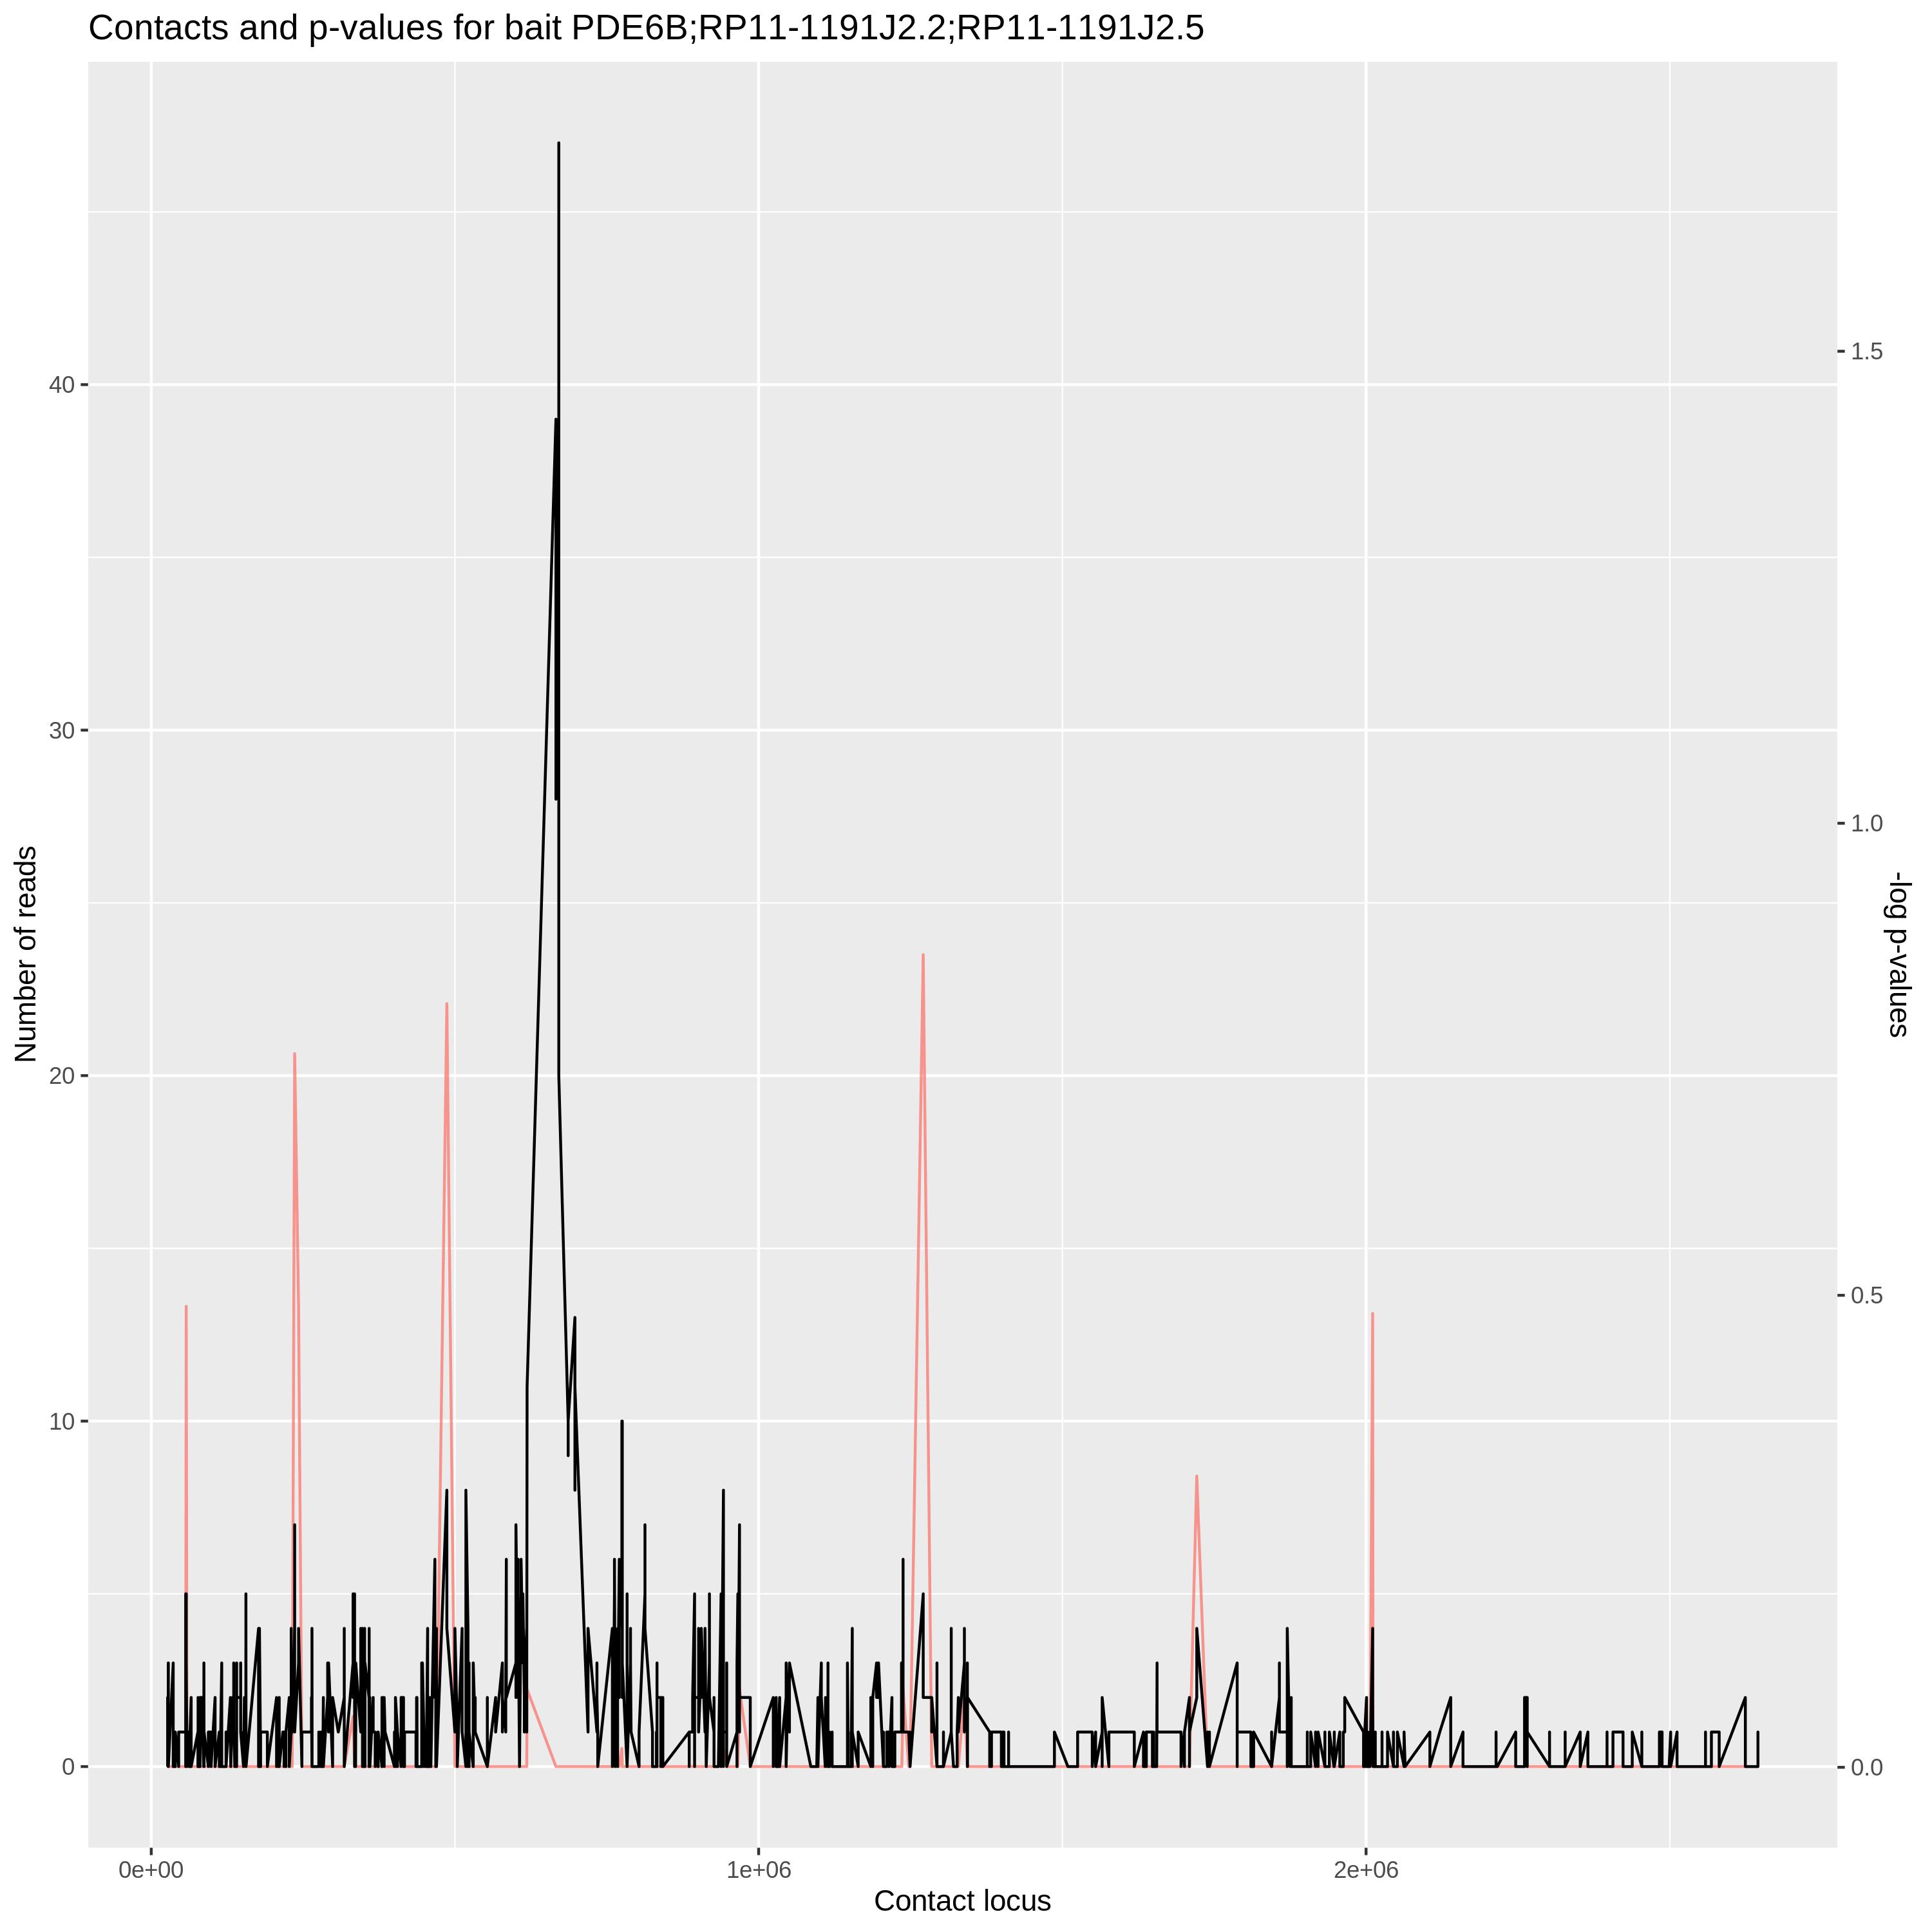 Contacts and p-values for bait PDE6B;RP11-1191J2.2;RP11-1191J2.5
Number of reads
40
30
20
10
0
1.5
1.0
0.5
0.0
-log p-values
0e+00
1e+06
2e+06
Contact locus